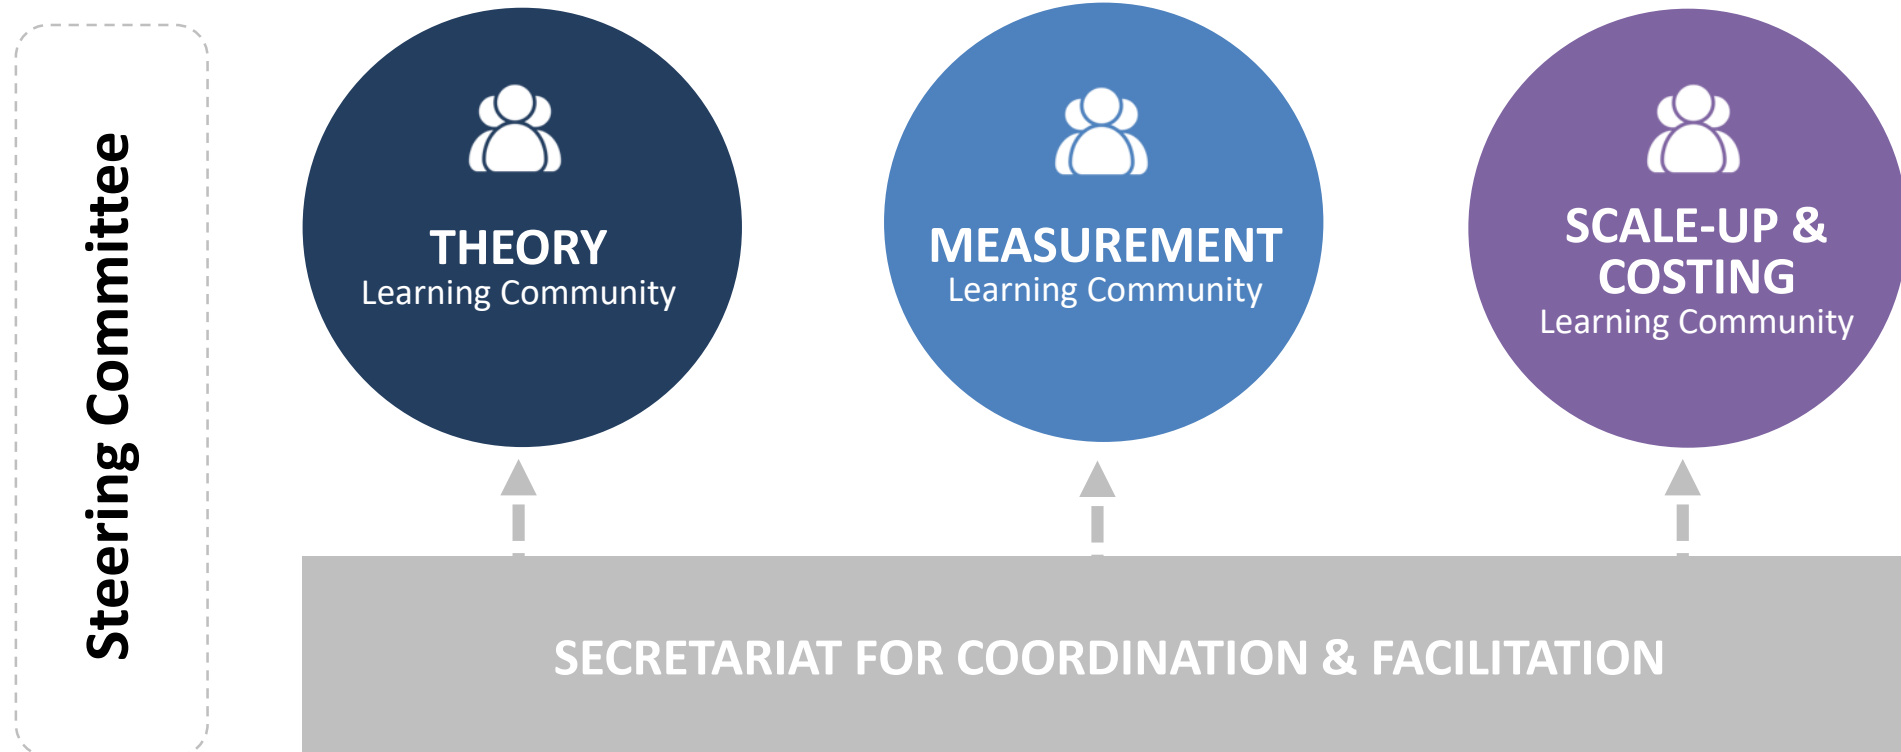 Steering Committee
THEORY
Learning Community
MEASUREMENT
Learning Community
SCALE-UP &
COSTING
Learning Community
SECRETARIAT FOR COORDINATION & FACILITATION